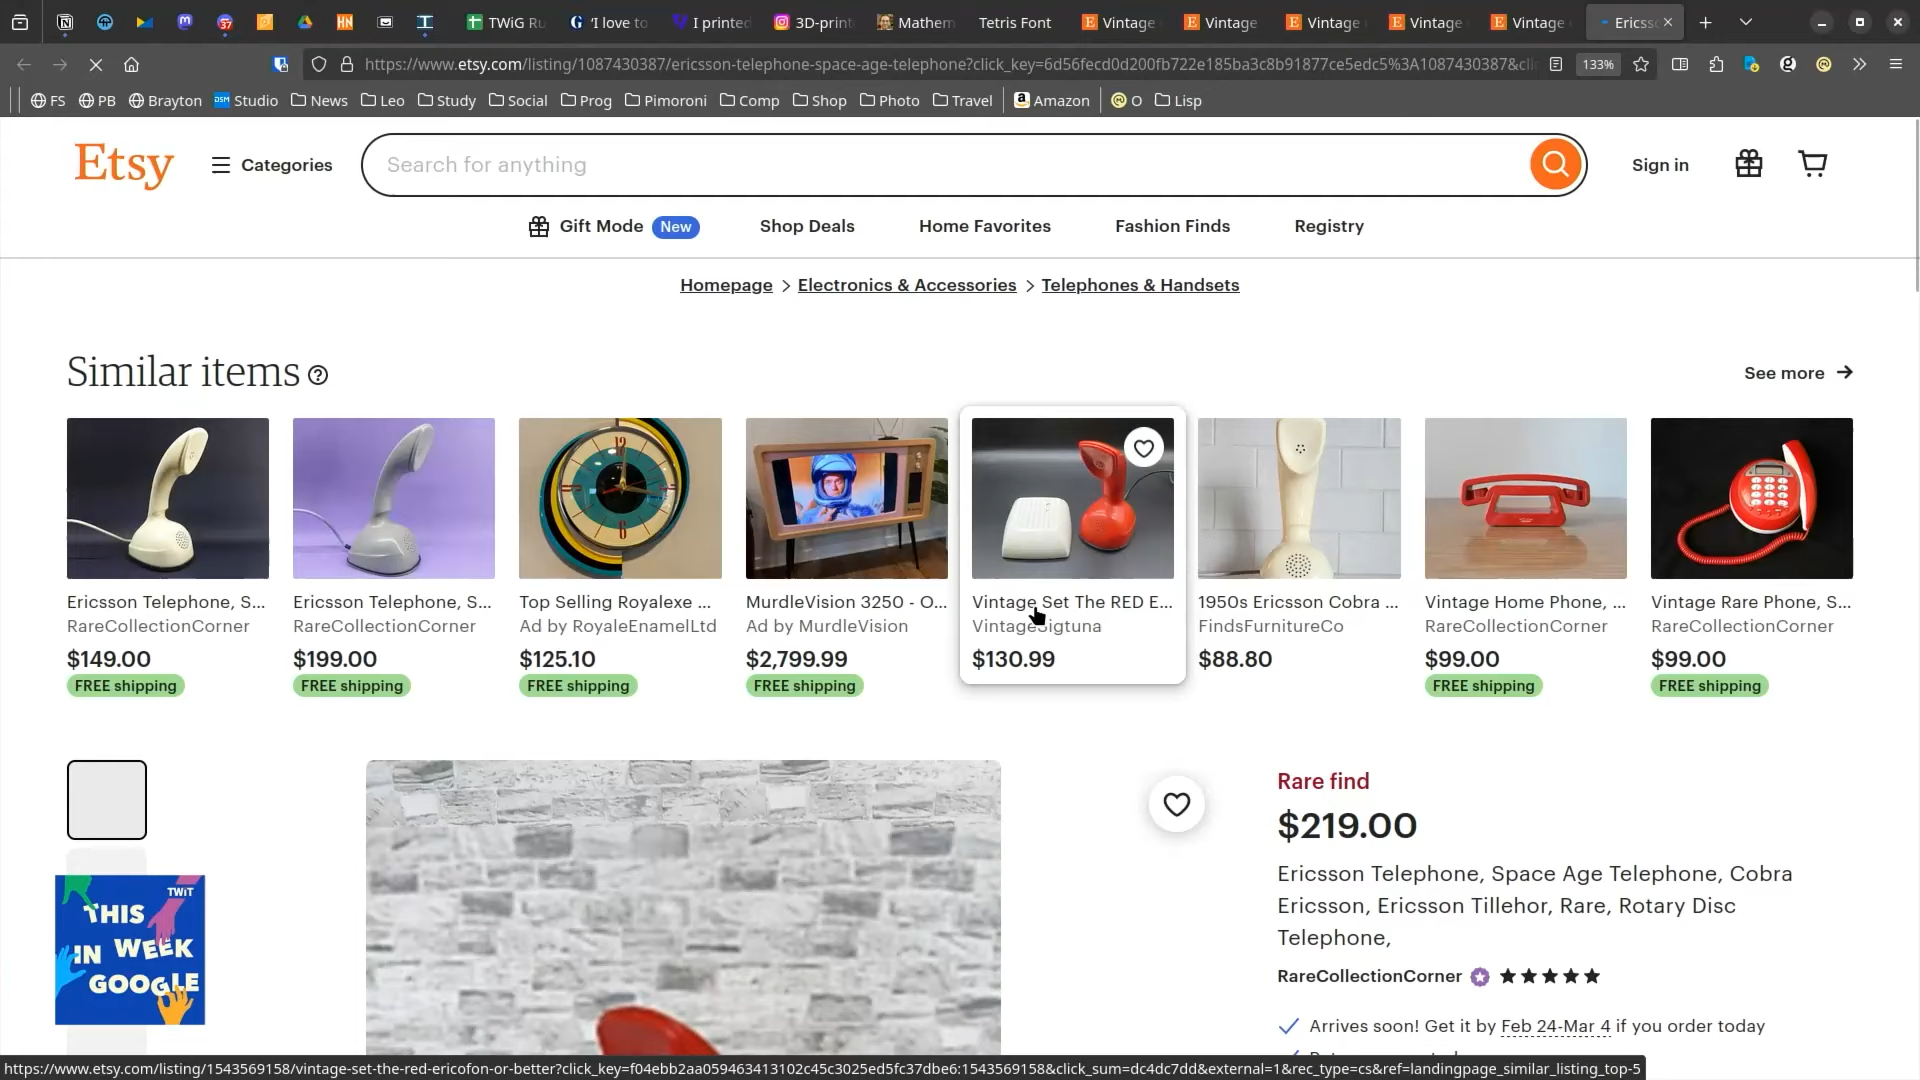 TWiG Ru
'I love to
I printed
3D-print
Mathem
Tetris Font
Vintage
Vintage
Vintage
Vintage
Vintage
Ericss
https://www.etsy.com/listing/1087430387/ericsson-telephone-space-age-telephone?click_key=6d56fecd0d200fb722e185ba3c8b91877ce5edc5%3A1087430387&cli
133%
FS
PB
Brayton
Studio
News
Leo
Study
Social
Prog
Pimoroni
Comp
Shop
Photo
Travel
Amazon
O
Lisp
Etsy
Categories
Search for anything
Sign in
Gift Mode New
Shop Deals
Home Favorites
Fashion Finds
Registry
Homepage > Electronics & Accessories > Telephones & Handsets
Similar items
See more
Ericsson Telephone, S...
RareCollectionCorner
$149.00
FREE shipping
Ericsson Telephone, S...
RareCollectionCorner
$199.00
FREE shipping
Top Selling Royalexe ...
Ad by RoyaleEnamelLtd
$125.10
FREE shipping
MurdleVision 3250 - O...
Ad by MurdleVision
$2,799.99
FREE shipping
Vintage Set The RED E...
VintageSigtuna
$130.99
1950s Ericsson Cobra ...
FindsFurnitureCo
$88.80
Vintage Home Phone, ...
RareCollectionCorner
$99.00
FREE shipping
Vintage Rare Phone, S...
RareCollectionCorner
$99.00
FREE shipping
Rare find
$219.00
Ericsson Telephone, Space Age Telephone, Cobra
Ericsson, Ericsson Tillehor, Rare, Rotary Disc
Telephone,
RareCollectionCorner
Arrives soon! Get it by Feb 24-Mar 4 if you order today
TWiT
THIS
IN WEEK
GOOGLE
https://www.etsy.com/listing/1543569158/vintage-set-the-red-ericofon-or-better?click_key=f04ebb2aa059463413102c45c3025ed5fc37dbe6:1543569158&click_sum=dc4dc7dd&external=1&rec_type=cs&ref=landingpage_similar_listing_top-5